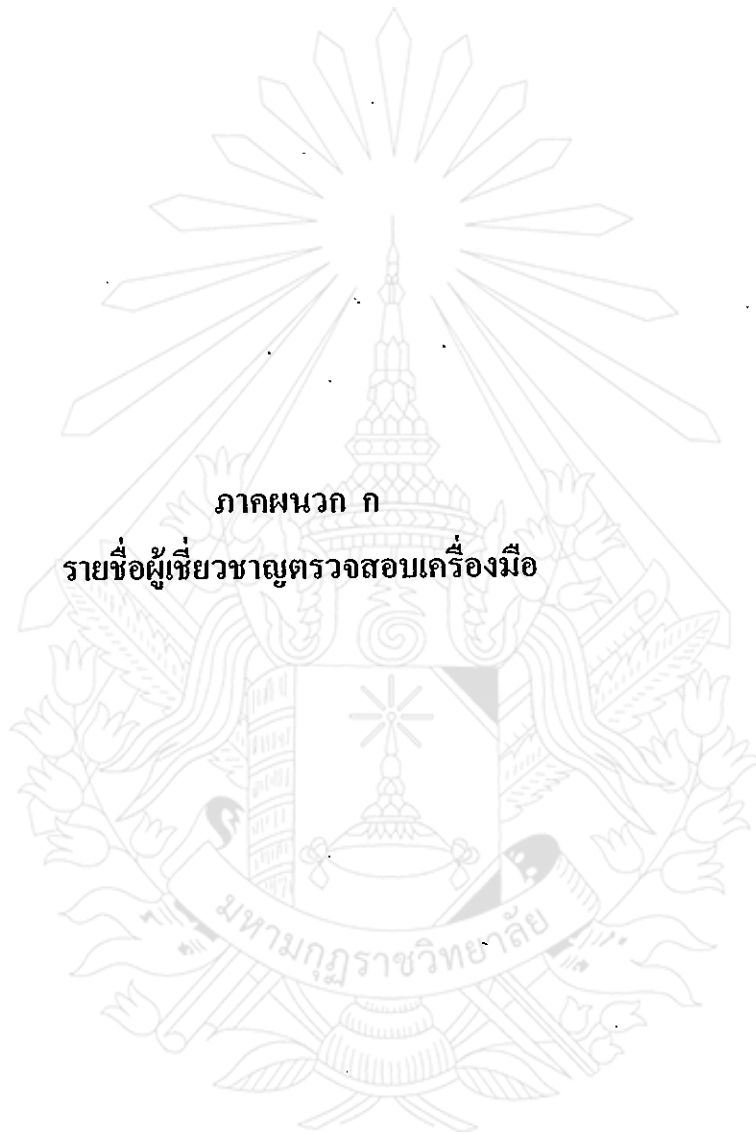 ภาคผนวก ก
รายชื่อผู้เชี่ยวชาญตรวจสอบเครื่องมือ
มหามกุฏราชวิทยาลัย